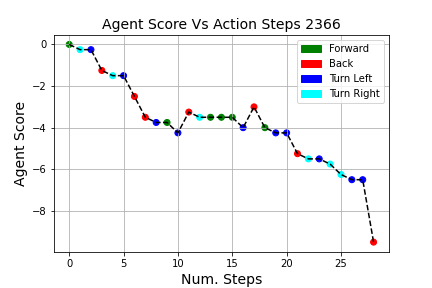 Agent Score Vs Action Steps 2366
Forward
Back
Turn Left
Turn Right
0
−2
−4
−6
−8
Agent Score
0 5 10 15 20 25
Num. Steps